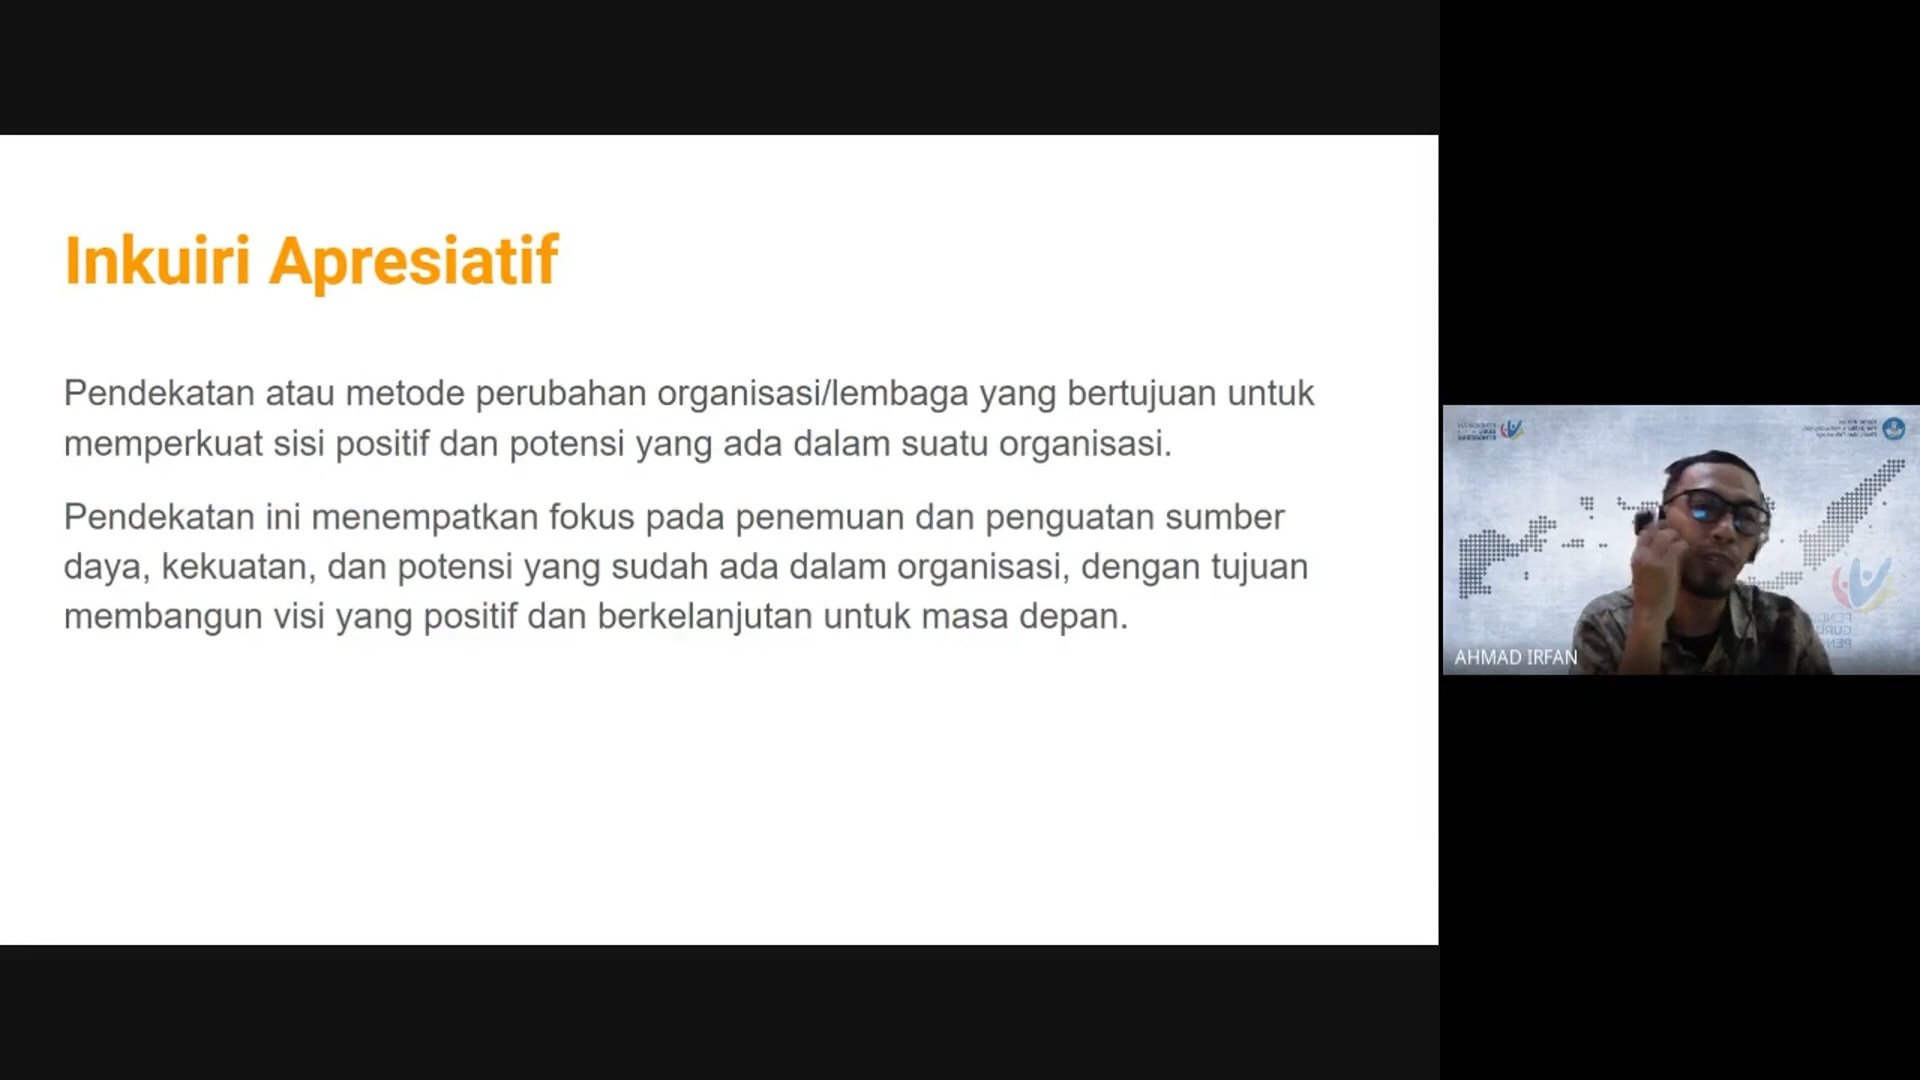 Inkuiri Apresiatif
Pendekatan atau metode perubahan organisasi/lembaga yang bertujuan untuk
memperkuat sisi positif dan potensi yang ada dalam suatu organisasi.
Pendekatan ini menempatkan fokus pada penemuan dan penguatan sumber
daya, kekuatan, dan potensi yang sudah ada dalam organisasi, dengan tujuan
membangun visi yang positif dan berkelanjutan untuk masa depan.
AHMAD IRFAN